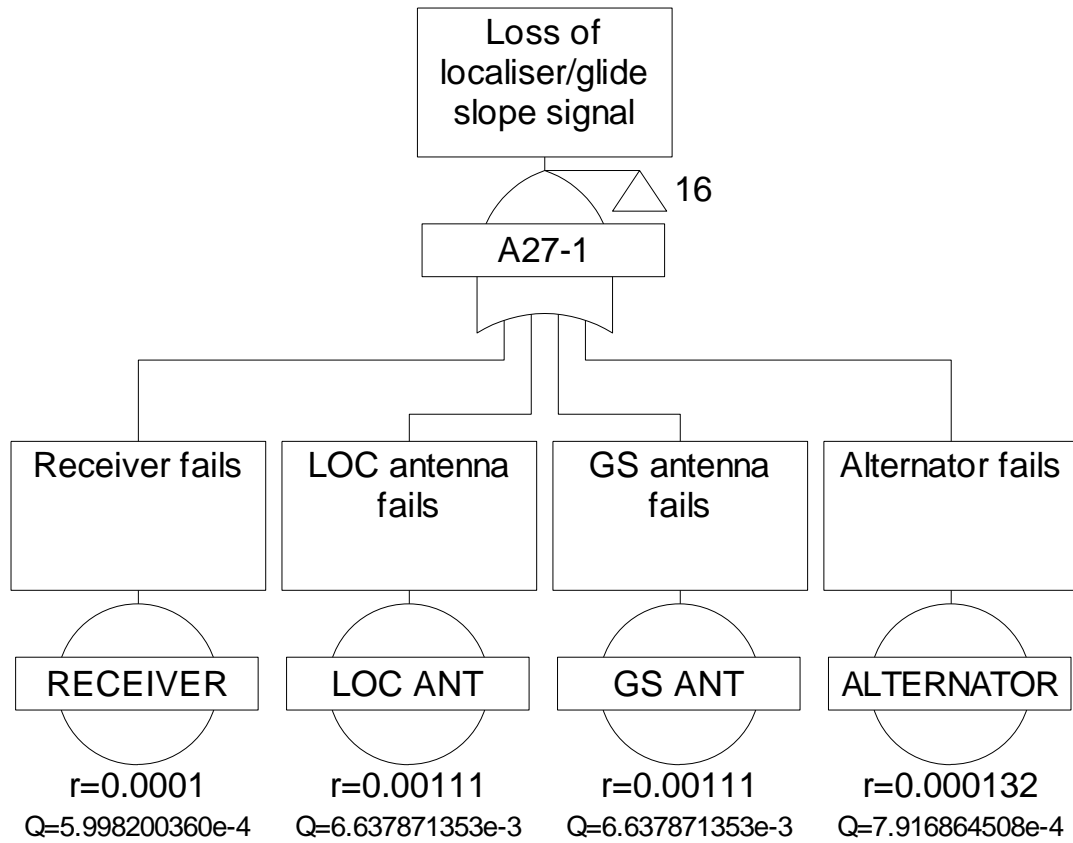 Loss of
localiser/glide
slope signal
16
A27-1
Receiver fails
LOC antenna
fails
GS antenna
fails
Alternator fails
RECEIVER
LOC ANT
GS ANT
ALTERNATOR
r=0.0001
r=0.00111
r=0.00111
r=0.000132
Q=5.998200360e-4
Q=6.637871353e-3
Q=6.637871353e-3
Q=7.916864508e-4